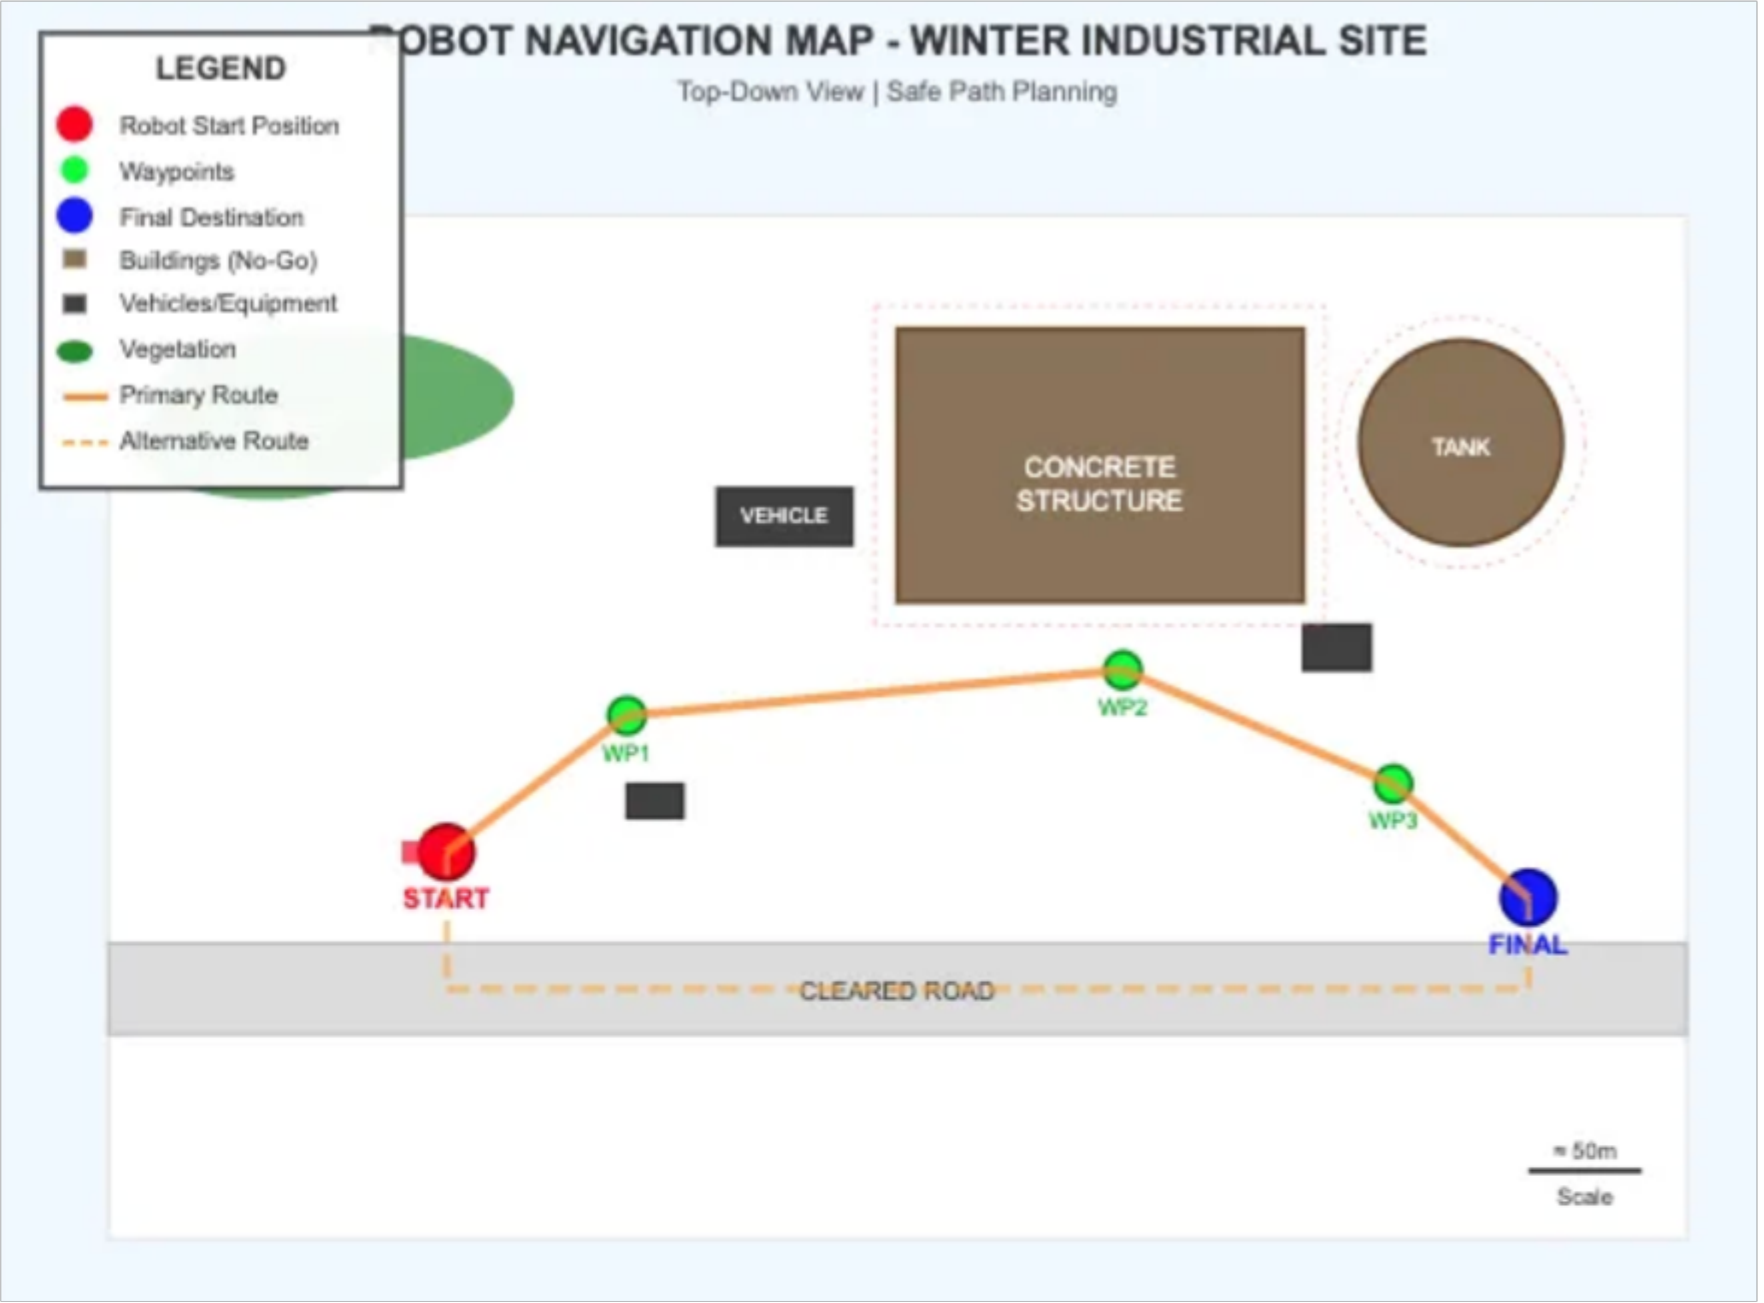 ROBOT NAVIGATION MAP - WINTER INDUSTRIAL SITE
Top-Down View | Safe Path Planning
LEGEND
Robot Start Position
Waypoints
Final Destination
Buildings (No-Go)
Vehicles/Equipment
Vegetation
Primary Route
Alternative Route
CONCRETE
STRUCTURE
TANK
VEHICLE
WP1
WP2
WP3
START
FINAL
CLEARED ROAD
≈ 50m
Scale